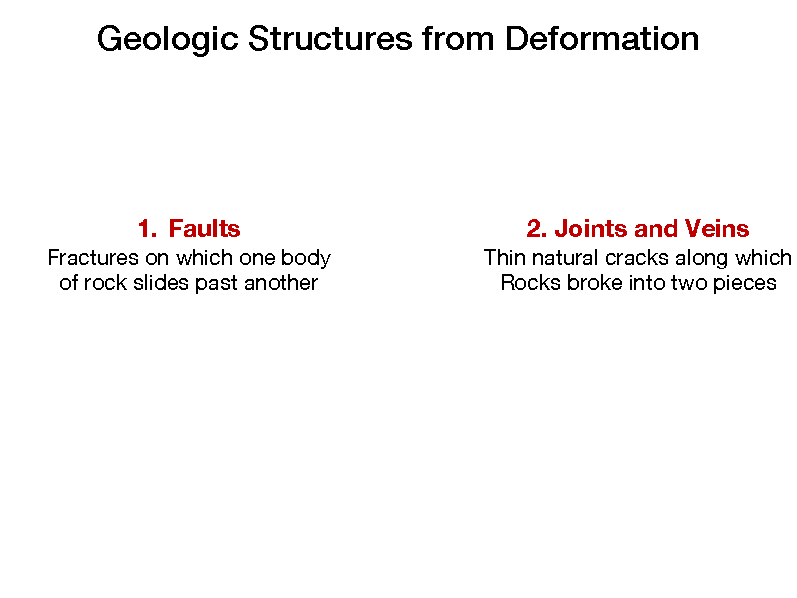 Geologic Structures from Deformation
1. Faults
Fractures on which one body
of rock slides past another
2. Joints and Veins
Thin natural cracks along which
Rocks broke into two pieces